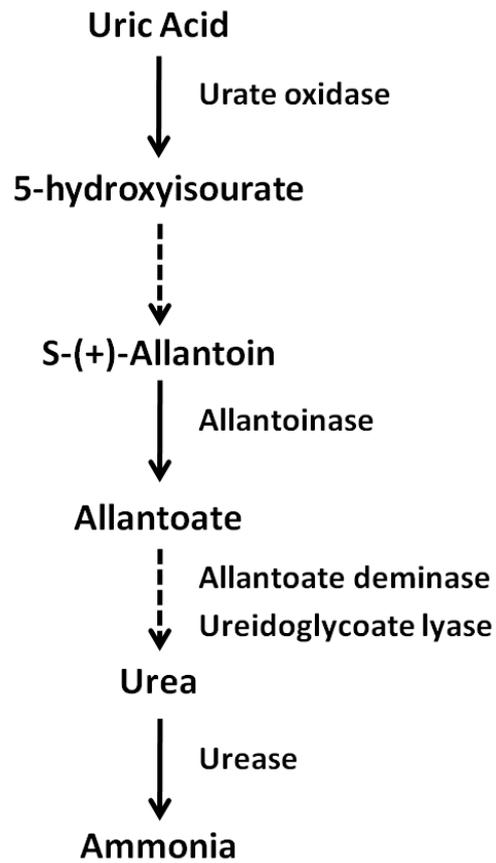 Uric Acid
Urate oxidase
5-hydroxyisourate
S-(+)-Allantoin
Allantoinase
Allantoate
Allantoate deminase
Ureidoglycoate lyase
Urea
Urease
Ammonia